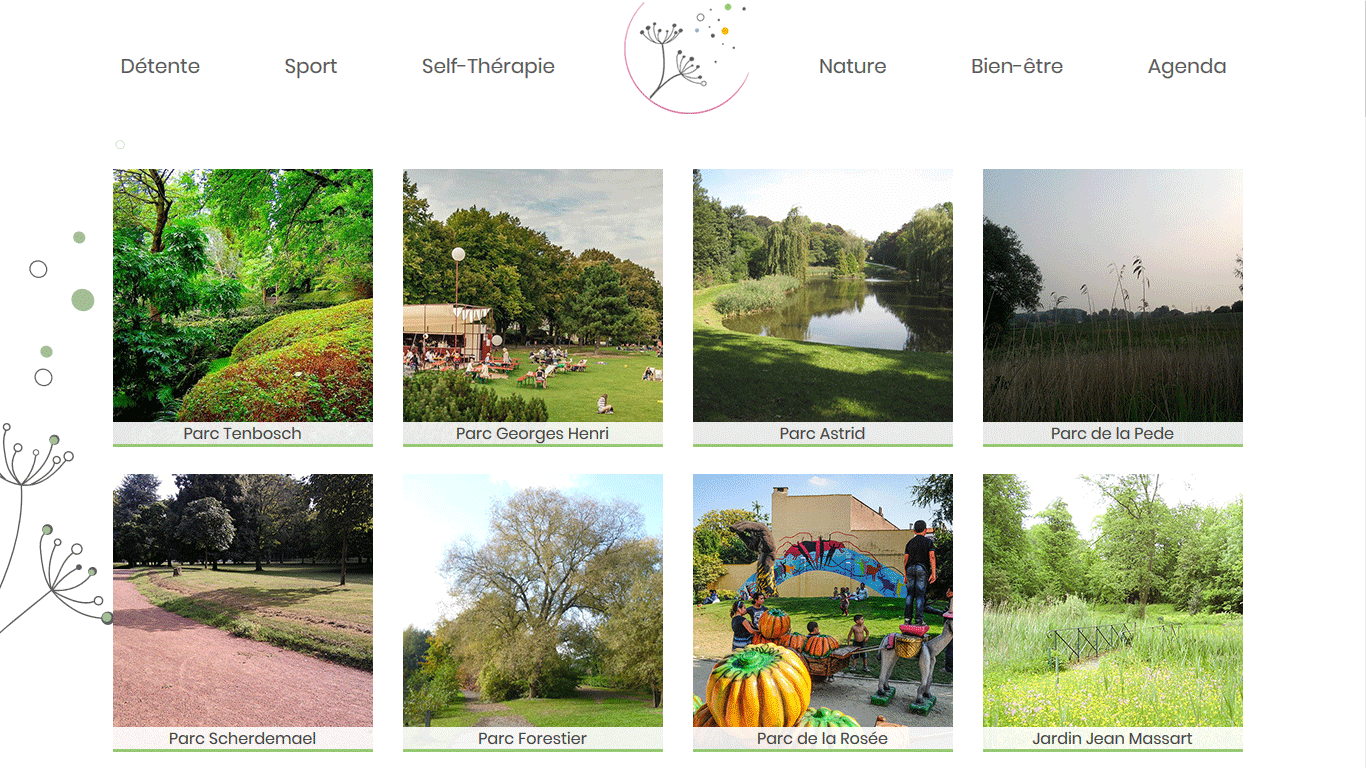 Détente
Sport
Self-Thérapie
Nature
Bien-être
Agenda
Parc Tenbosch
Parc Georges Henri
Parc Astrid
Parc de la Pede
Parc Scherdemael
Parc Forestier
Parc de la Rosée
Jardin Jean Massart